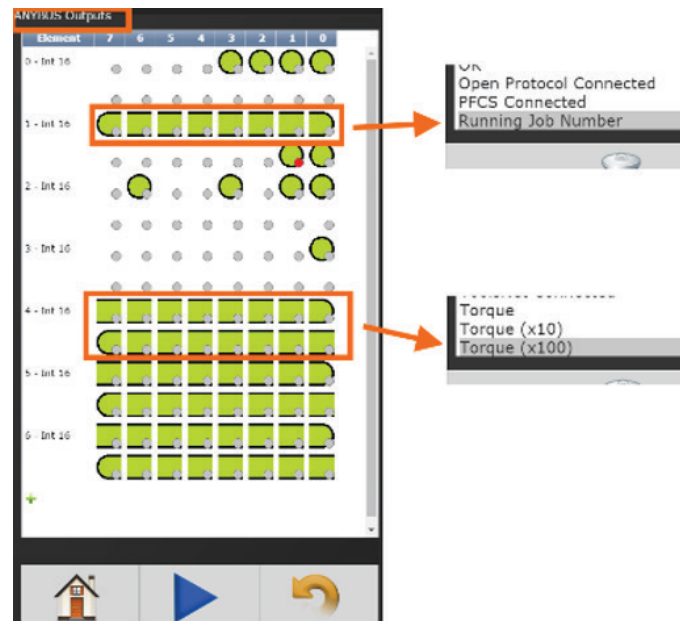 ANYBUS Outputs
Element 7 6 5 4 3 2 1 0
0 - Int 16
1 - Int 16
2 - Int 16
3 - Int 16
4 - Int 16
5 - Int 16
6 - Int 16
OK
Open Protocol Connected
PFCS Connected
Running Job Number
Connected
Torque
Torque (x10)
Torque (x100)